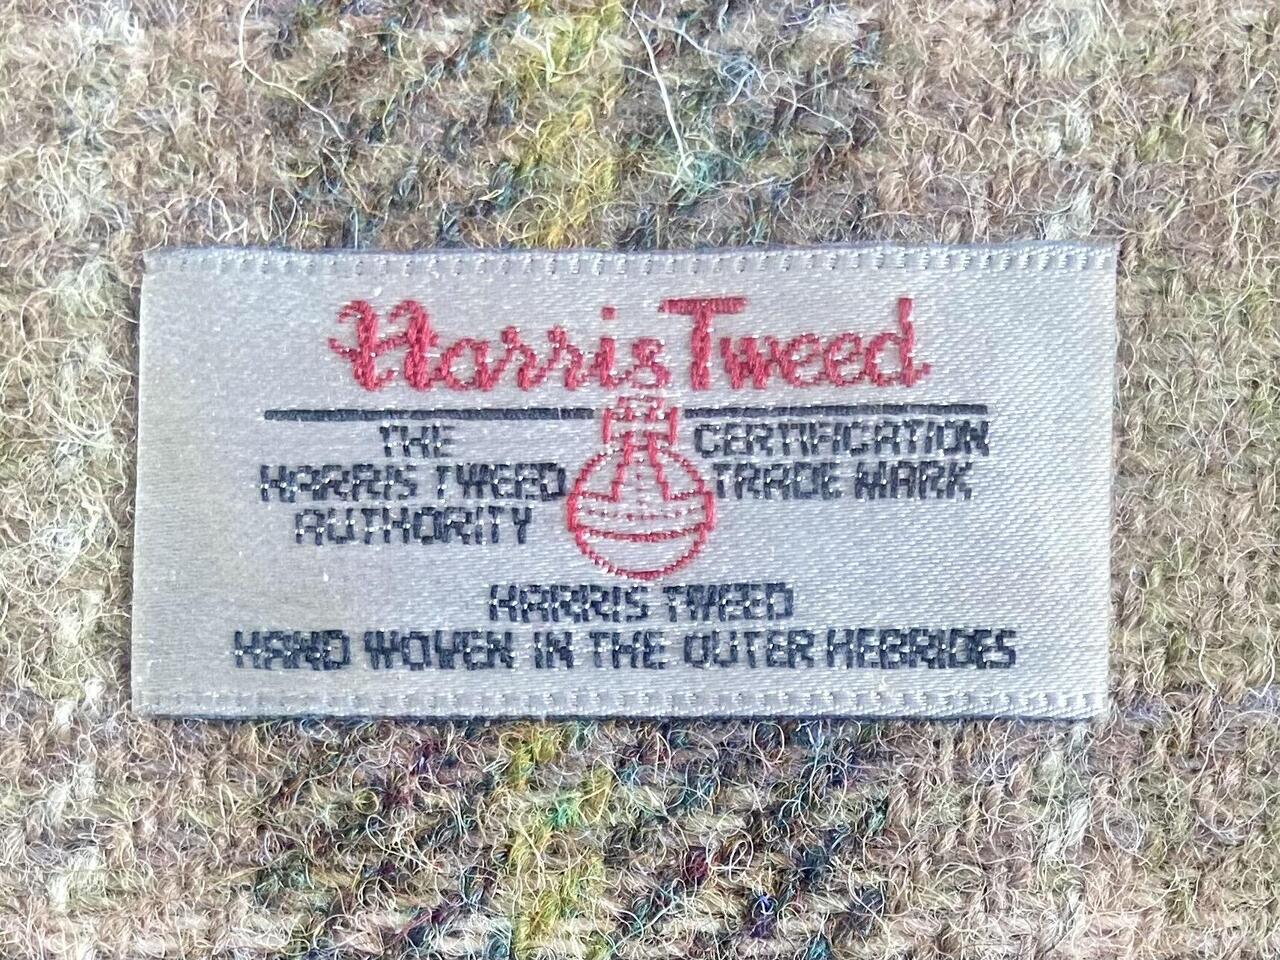 Harris Tweed
THE
HARRIS TWEED
AUTHORITY
CERTIFICATION
TRADE MARK
HARRIS TWEED
HAND WOVEN IN THE OUTER HEBRIDES